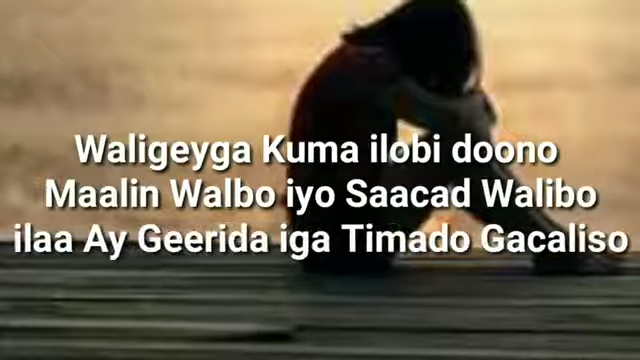 Waligeyga Kuma ilobi doono
Maalin Walbo iyo Saacad Walibo
ilaa Ay Geerida iga Timado Gacaliso